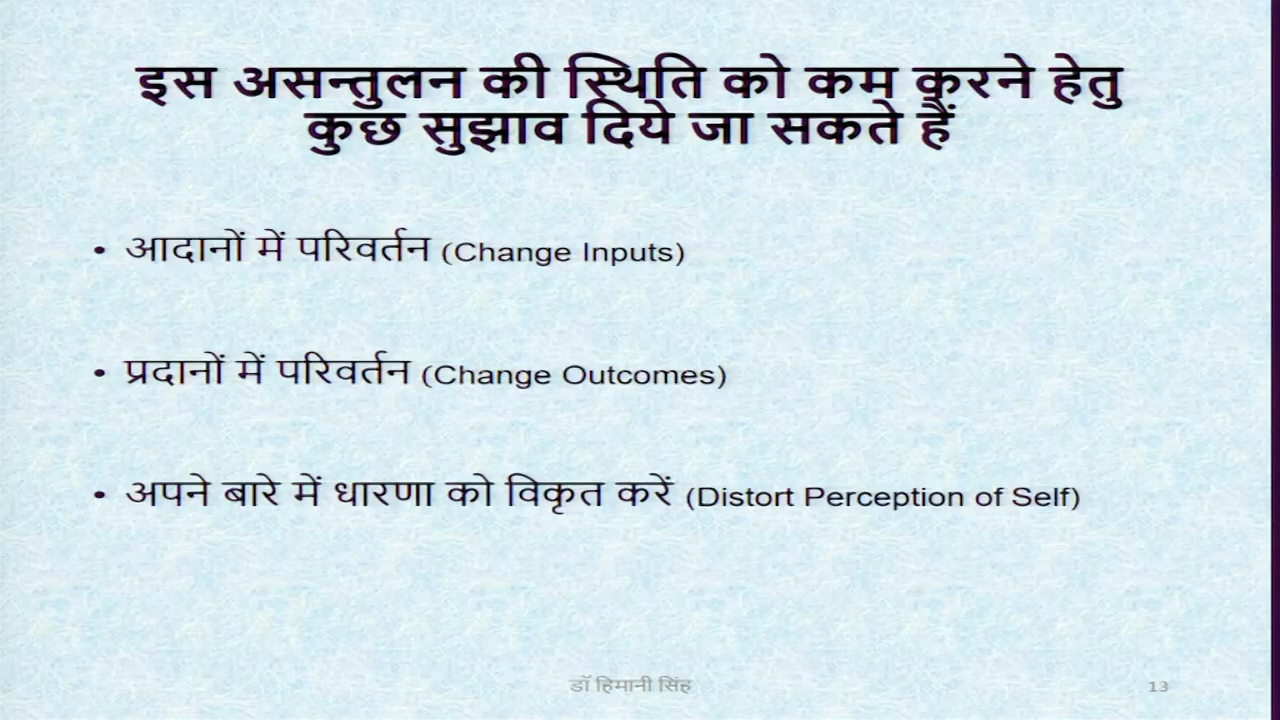 इस असन्तुलन की स्थिति को कम करने हेतु
कुछ सुझाव दिये जा सकते हैं
• आदानों में परिवर्तन (Change Inputs)
• प्रदानों में परिवर्तन (Change Outcomes)
• अपने बारे में धारणा को विकृत करें (Distort Perception of Self)
डॉ हिमानी सिंह
13